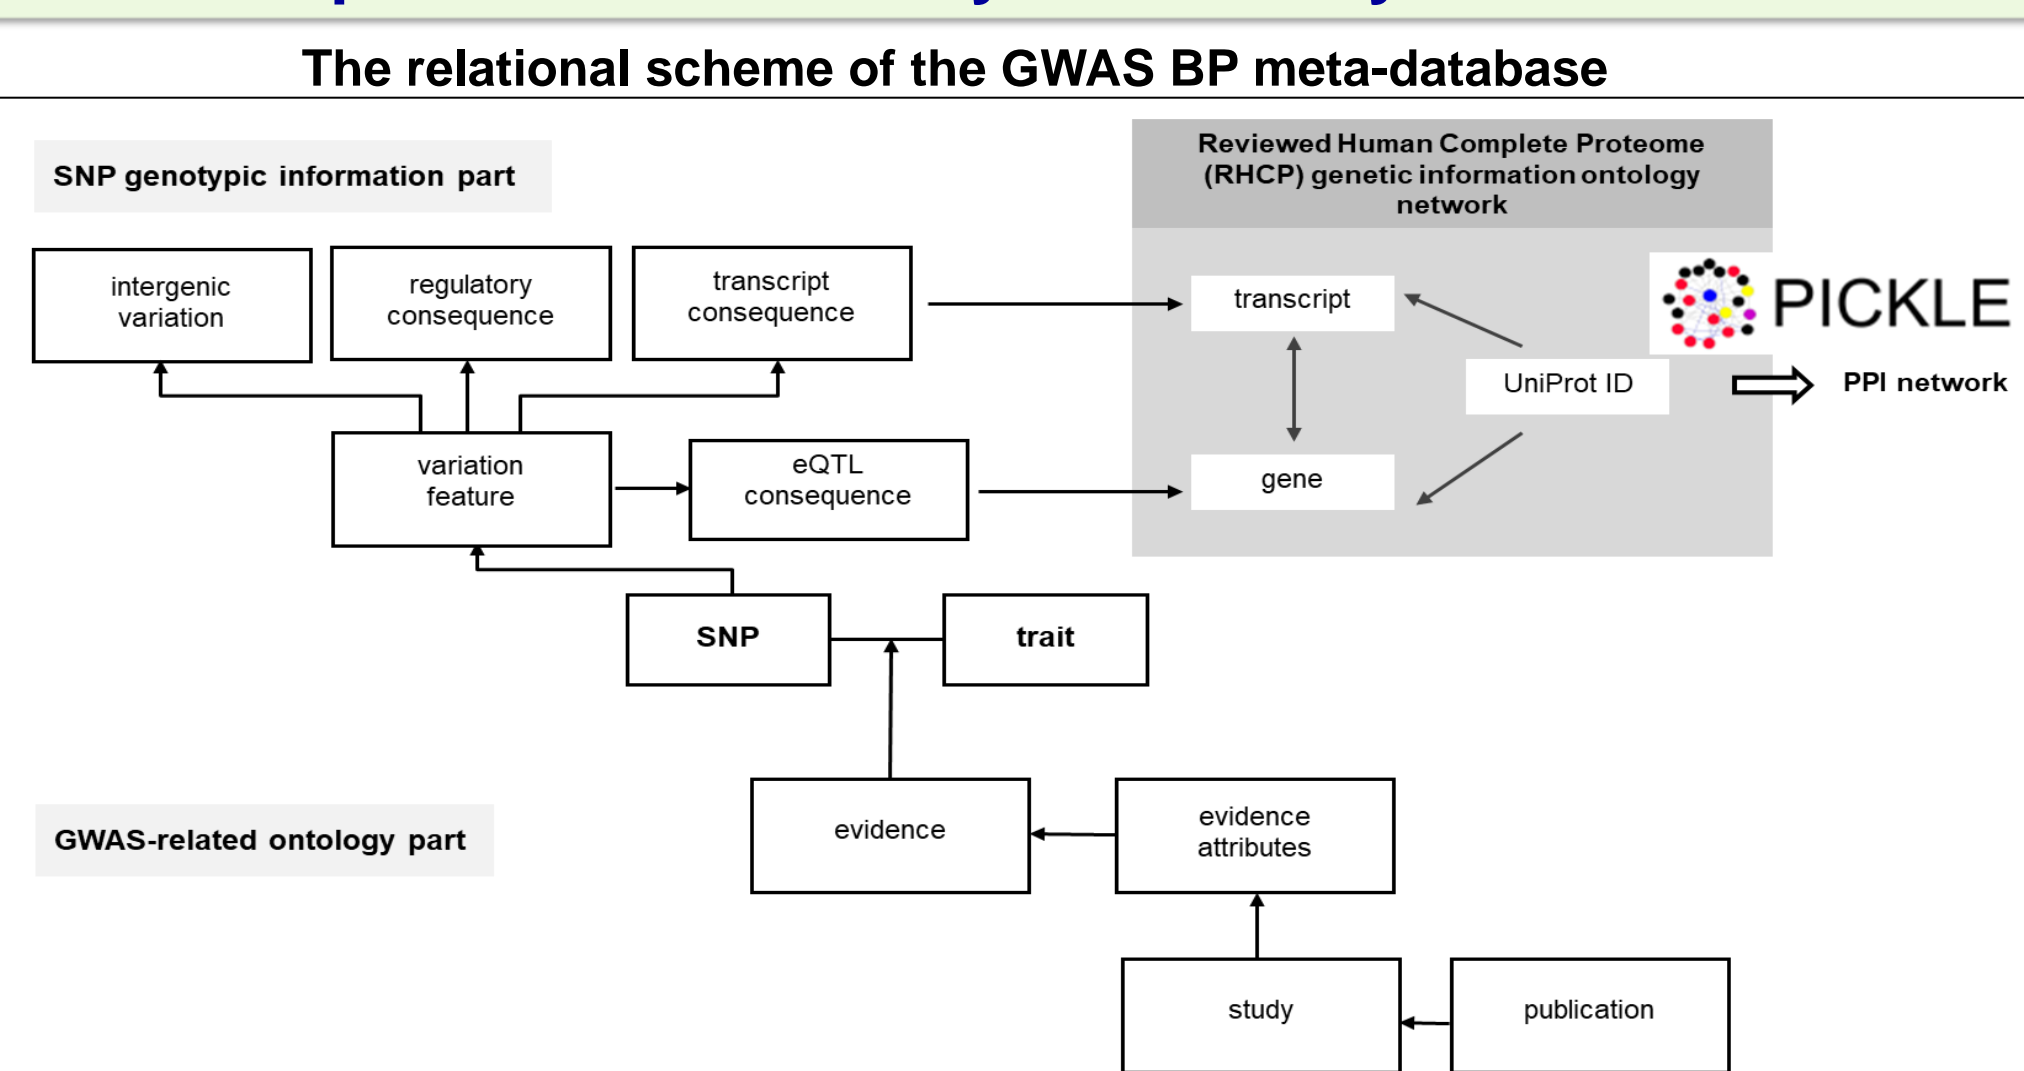 The relational scheme of the GWAS BP meta-database
SNP genotypic information part
Reviewed Human Complete Proteome
(RHCP) genetic information ontology
network
intergenic
variation
regulatory
consequence
transcript
consequence
transcript
PICKLE
UniProt ID
PPI network
variation
feature
eQTL
consequence
gene
SNP
trait
evidence
evidence
attributes
GWAS-related ontology part
study
publication